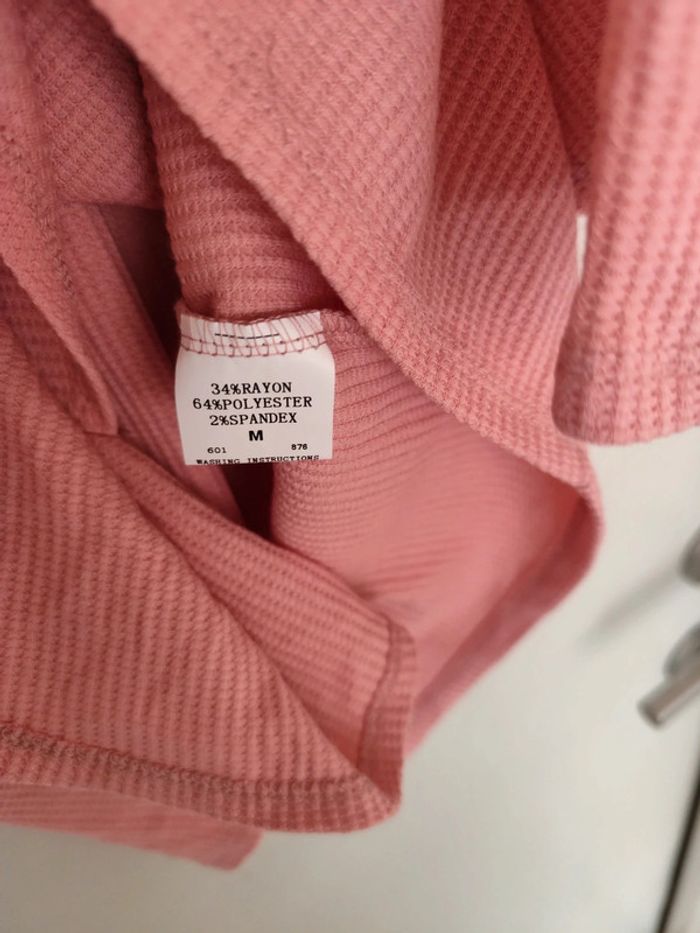 34%RAYON
64%POLYESTER
2%SPANDEX
M
601 876
WASHING INSTRUCTIONS